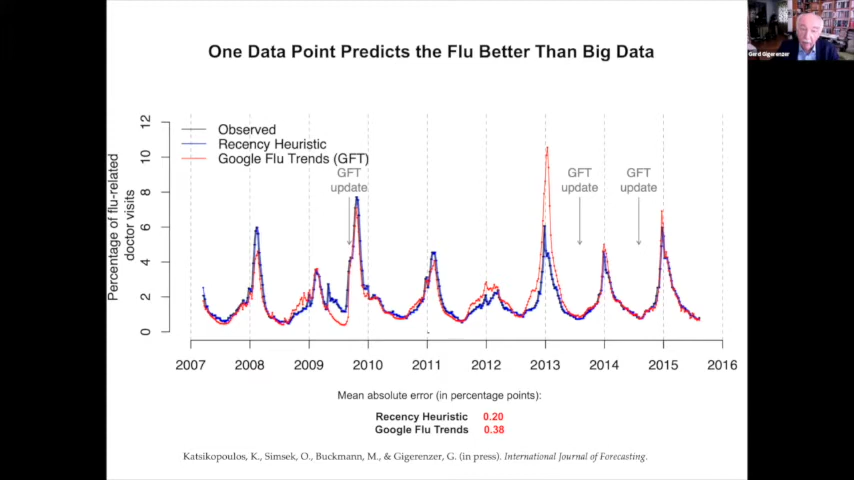 One Data Point Predicts the Flu Better Than Big Data
Gerd Gigerenzer
Observed
Recency Heuristic
Google Flu Trends (GFT)
GFT
update
GFT
update
GFT
update
Percentage of flu-related
doctor visits
12
10
8
6
4
2
0
2007 2008 2009 2010 2011 2012 2013 2014 2015 2016
Mean absolute error (in percentage points):
Recency Heuristic 0.20
Google Flu Trends 0.38
Katsikopoulos, K., Simsek, O., Buckmann, M., & Gigerenzer, G. (in press). International Journal of Forecasting.